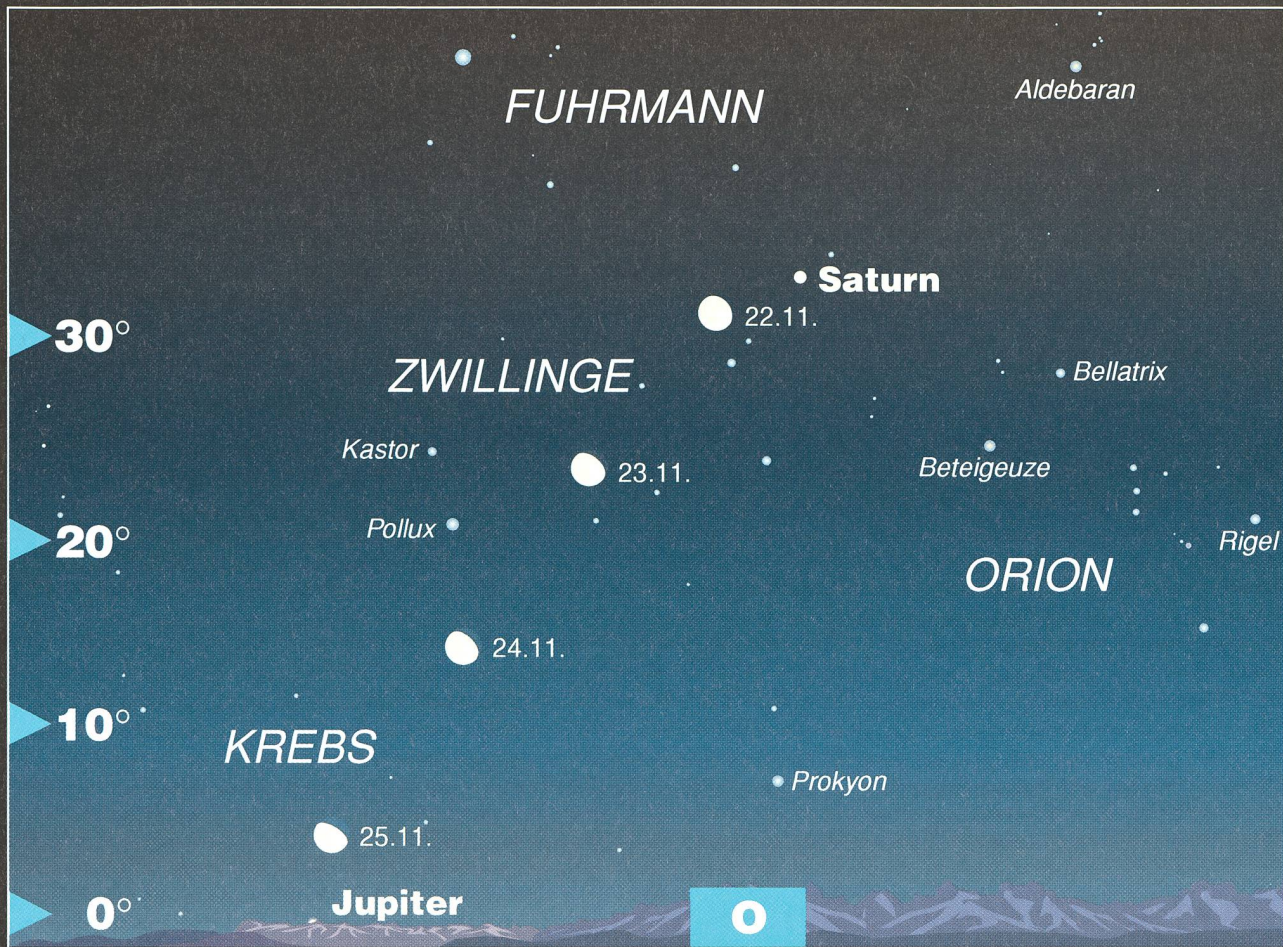 FUHRMANN
Aldebaran
Saturn
22.11.
30°
ZWILLINGE
Bellatrix
Kastor
23.11.
Beteigeuze
Pollux
20°
Rigel
ORION
24.11.
10°
KREBS
Prokyon
25.11.
Jupiter
0°
O